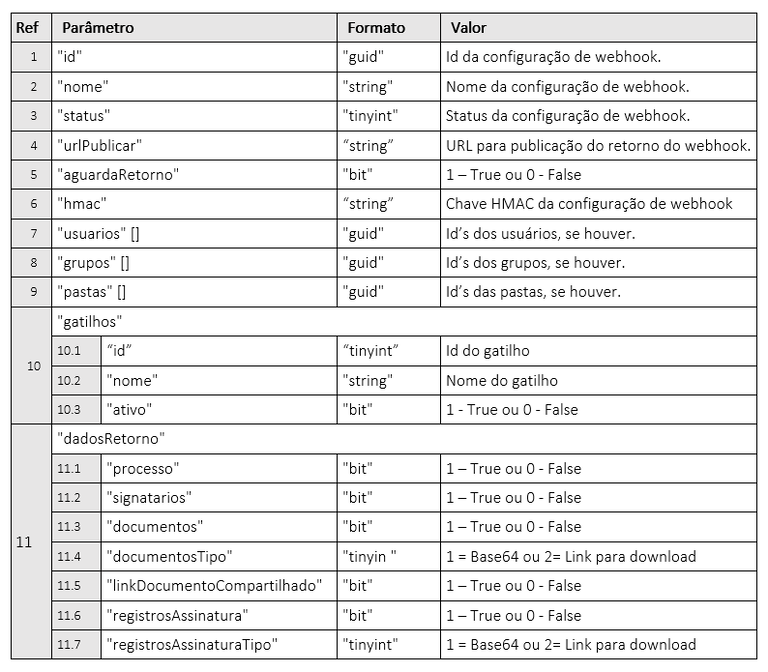 Ref Parâmetro Formato Valor
1 "id" "guid" Id da configuração de webhook.
2 "nome" "string" Nome da configuração de webhook.
3 "status" "tinyint" Status da configuração de webhook.
4 "urlPublicar" “string” URL para publicação do retorno do webhook.
5 "aguardaRetorno" "bit" 1 – True ou 0 - False
6 "hmac" “string” Chave HMAC da configuração de webhook
7 "usuarios" [] "guid" Id’s dos usuários, se houver.
8 "grupos" [] "guid" Id’s dos grupos, se houver.
9 "pastas" [] "guid" Id’s das pastas, se houver.
10 "gatilhos"
10.1 “id” “tinyint” Id do gatilho
10.2 "nome" "string" Nome do gatilho
10.3 "ativo" "bit" 1 - True ou 0 - False
11 "dadosRetorno"
11.1 "processo" "bit" 1 – True ou 0 - False
11.2 "signatarios" "bit" 1 – True ou 0 - False
11.3 "documentos" "bit" 1 – True ou 0 - False
11.4 "documentosTipo" "tinyin " 1 = Base64 ou 2= Link para download
11.5 "linkDocumentoCompartilhado" "bit" 1 – True ou 0 - False
11.6 "registrosAssinatura" "bit" 1 – True ou 0 - False
11.7 "registrosAssinaturaTipo" "tinyint" 1 = Base64 ou 2= Link para download